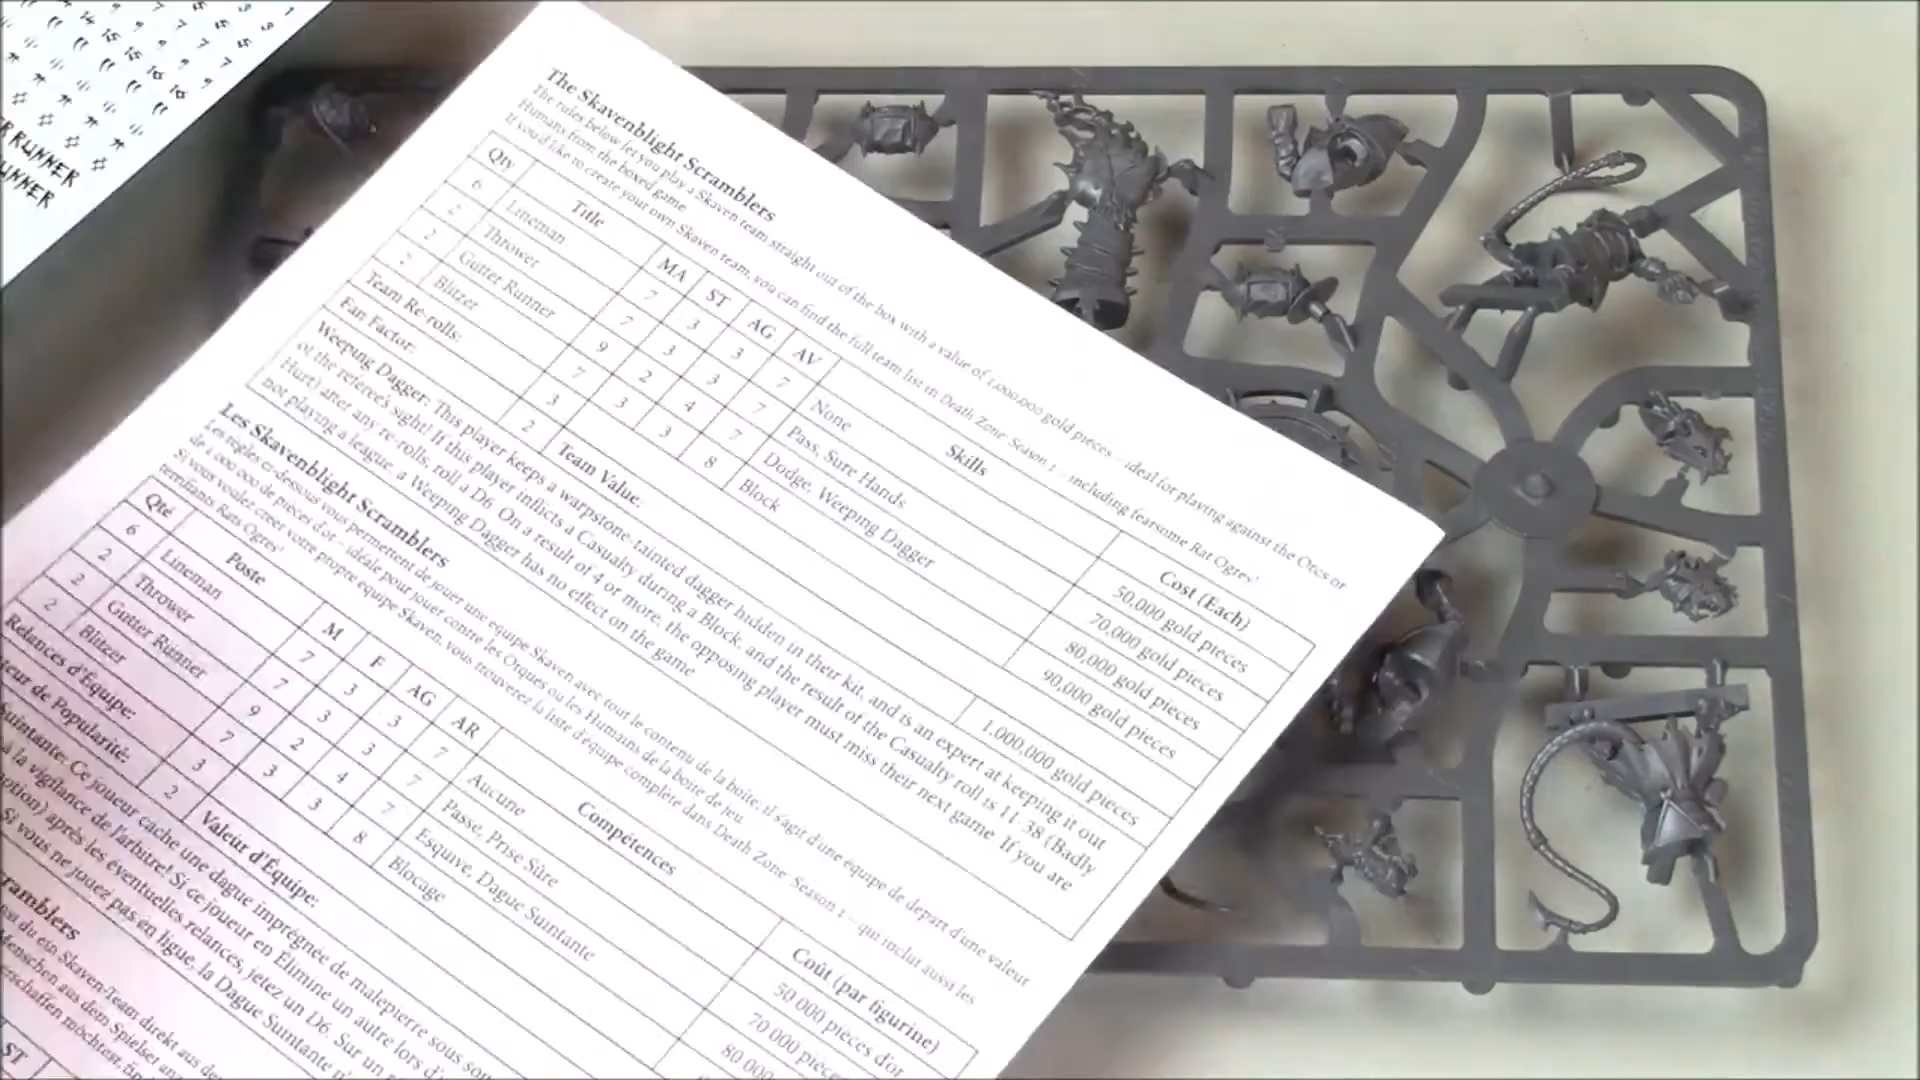 RUNNER
The Skavenblight Scramblers
The rules below let you play a Skaven team straight out of the box with a value of 1,000,000 gold pieces – ideal for playing against the Orcs or
Humans from the boxed game.
If you'd like to create your own Skaven team, you can find the full team list in Death Zone Season 1 – including fearsome Rat Ogres!
Qty Title MA ST AG AV Skills Cost (Each)
6 Lineman 7 3 3 7 None 50,000 gold pieces
2 Thrower 7 3 3 7 Pass, Sure Hands 70,000 gold pieces
2 Gutter Runner 9 2 4 7 Dodge, Weeping Dagger 80,000 gold pieces
2 Blitzer 7 3 3 8 Block 90,000 gold pieces
Team Re-rolls: 3
Fan Factor: 2 Team Value: 1,000,000 gold pieces
Weeping Dagger: This player keeps a warpstone-tainted dagger hidden in their kit, and is an expert at keeping it out
of the referee's sight! If this player inflicts a Casualty during a Block, and the result of the Casualty roll is 11-38 (Badly
Hurt) after any re-rolls, roll a D6. On a result of 4 or more, the opposing player must miss their next game. If you are
not playing a league, a Weeping Dagger has no effect on the game
Les Skavenblight Scramblers
Les règles ci-dessous vous permettent de jouer une équipe Skaven avec tout le contenu de la boîte; il s'agit d'une équipe de départ d'une valeur
de 1 000 000 de pièces d'or – idéale pour jouer contre les Orques ou les Humains de la boîte de jeu
Si vous voulez créer votre propre équipe Skaven, vous trouverez la liste d'équipe complète dans Death Zone Season 1 – qui inclut aussi les
terrifiants Rats Ogres!
Qté Poste M F AG AR Compétences Coût (par figurine)
6 Lineman 7 3 3 7 Aucune 50 000 pièces d'or
2 Thrower 7 3 3 7 Passe, Prise Sûre 70 000
2 Gutter Runner 9 2 4 7 Esquive, Dague Suintante 80 000
2 Blitzer 7 3 3 8 Blocage
Relances d'Équipe: 3
de Popularité: 2 Valeur d'Équipe:
Suintante: Ce joueur cache une dague imprégnée de malepierre sous
à la vigilance de l'arbitre! Si ce joueur en Élimine un autre lors
après les éventuelles relances, jetez un D6. Sur un
Si vous ne jouez pas en ligue, la Dague Suintante
du ein Skaven-Team direkt aus
Menschen aus dem Spielset
möchtest,
ST